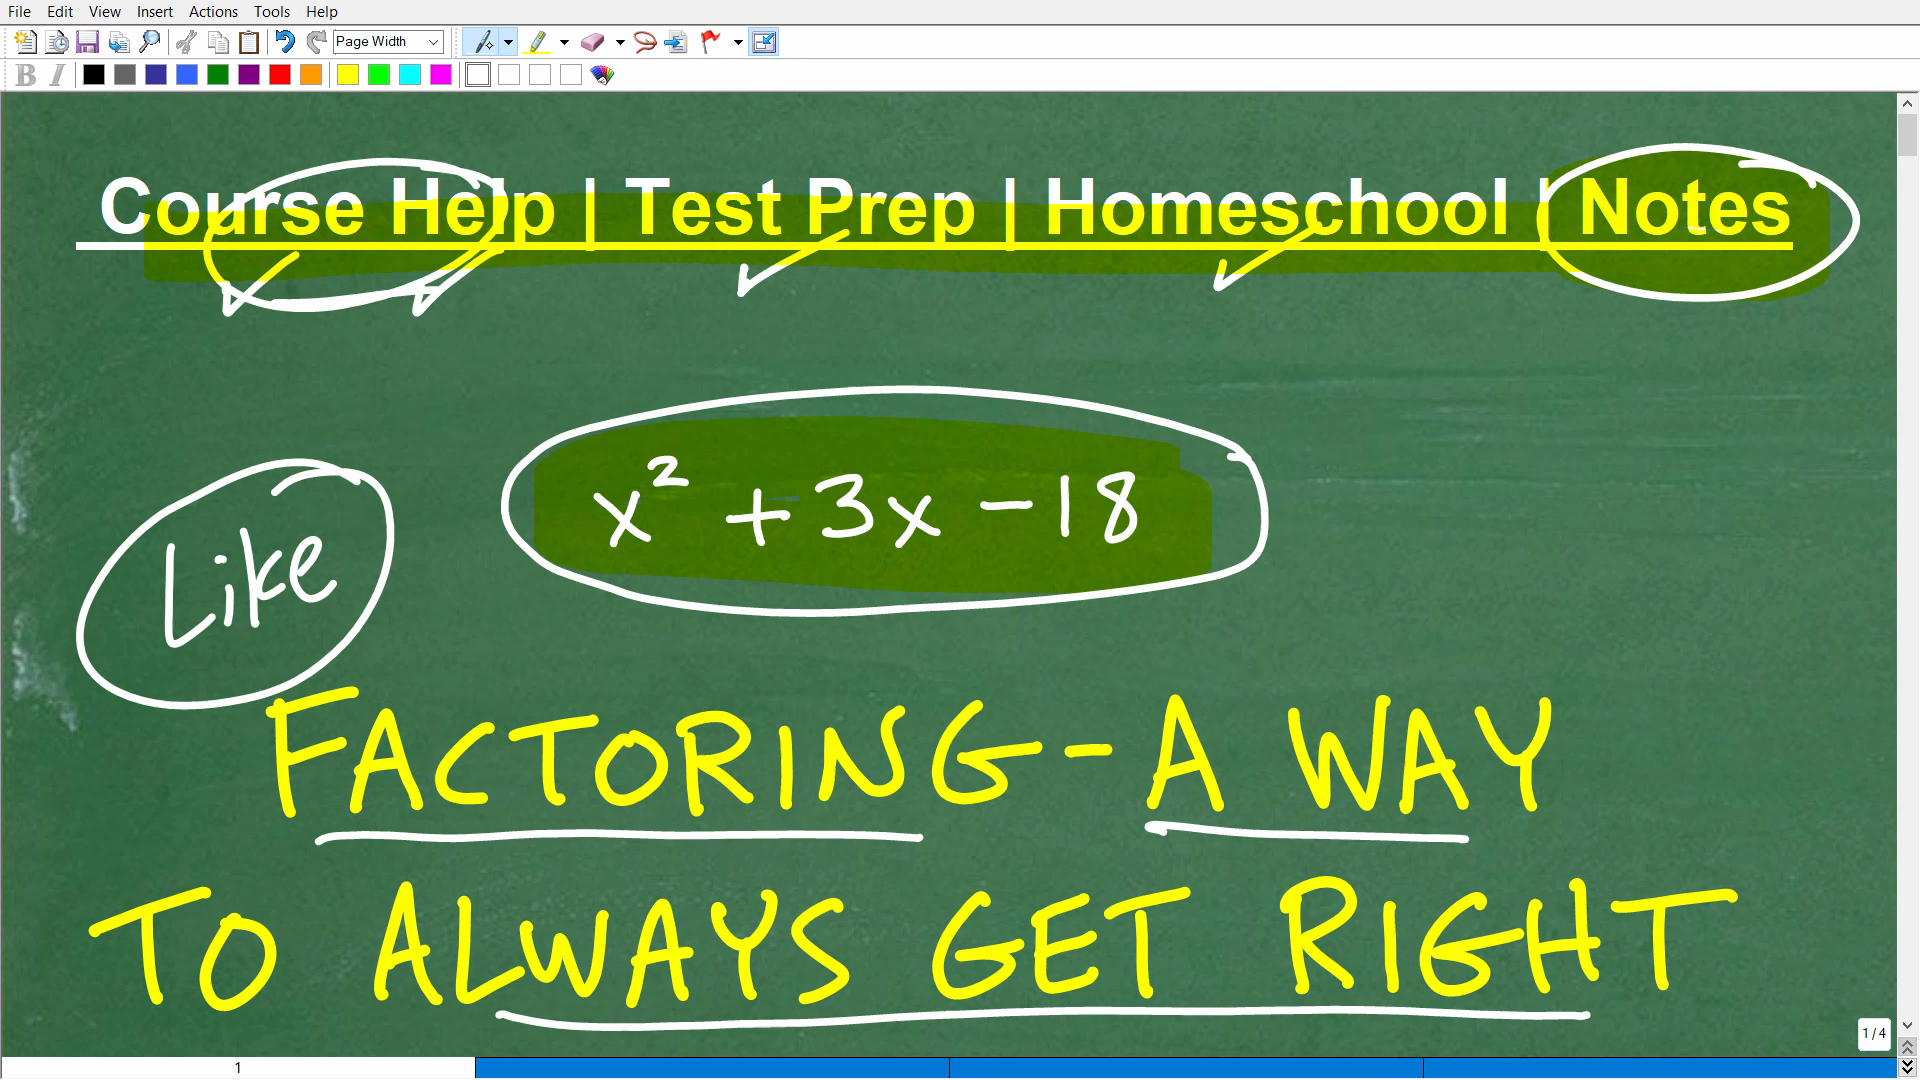 File Edit View Insert Actions Tools Help
Page Width
B I
Course Help | Test Prep | Homeschool | Notes
x² + 3x - 18
Like
FACTORING - A WAY
TO ALWAYS GET RIGHT
1 / 4
1